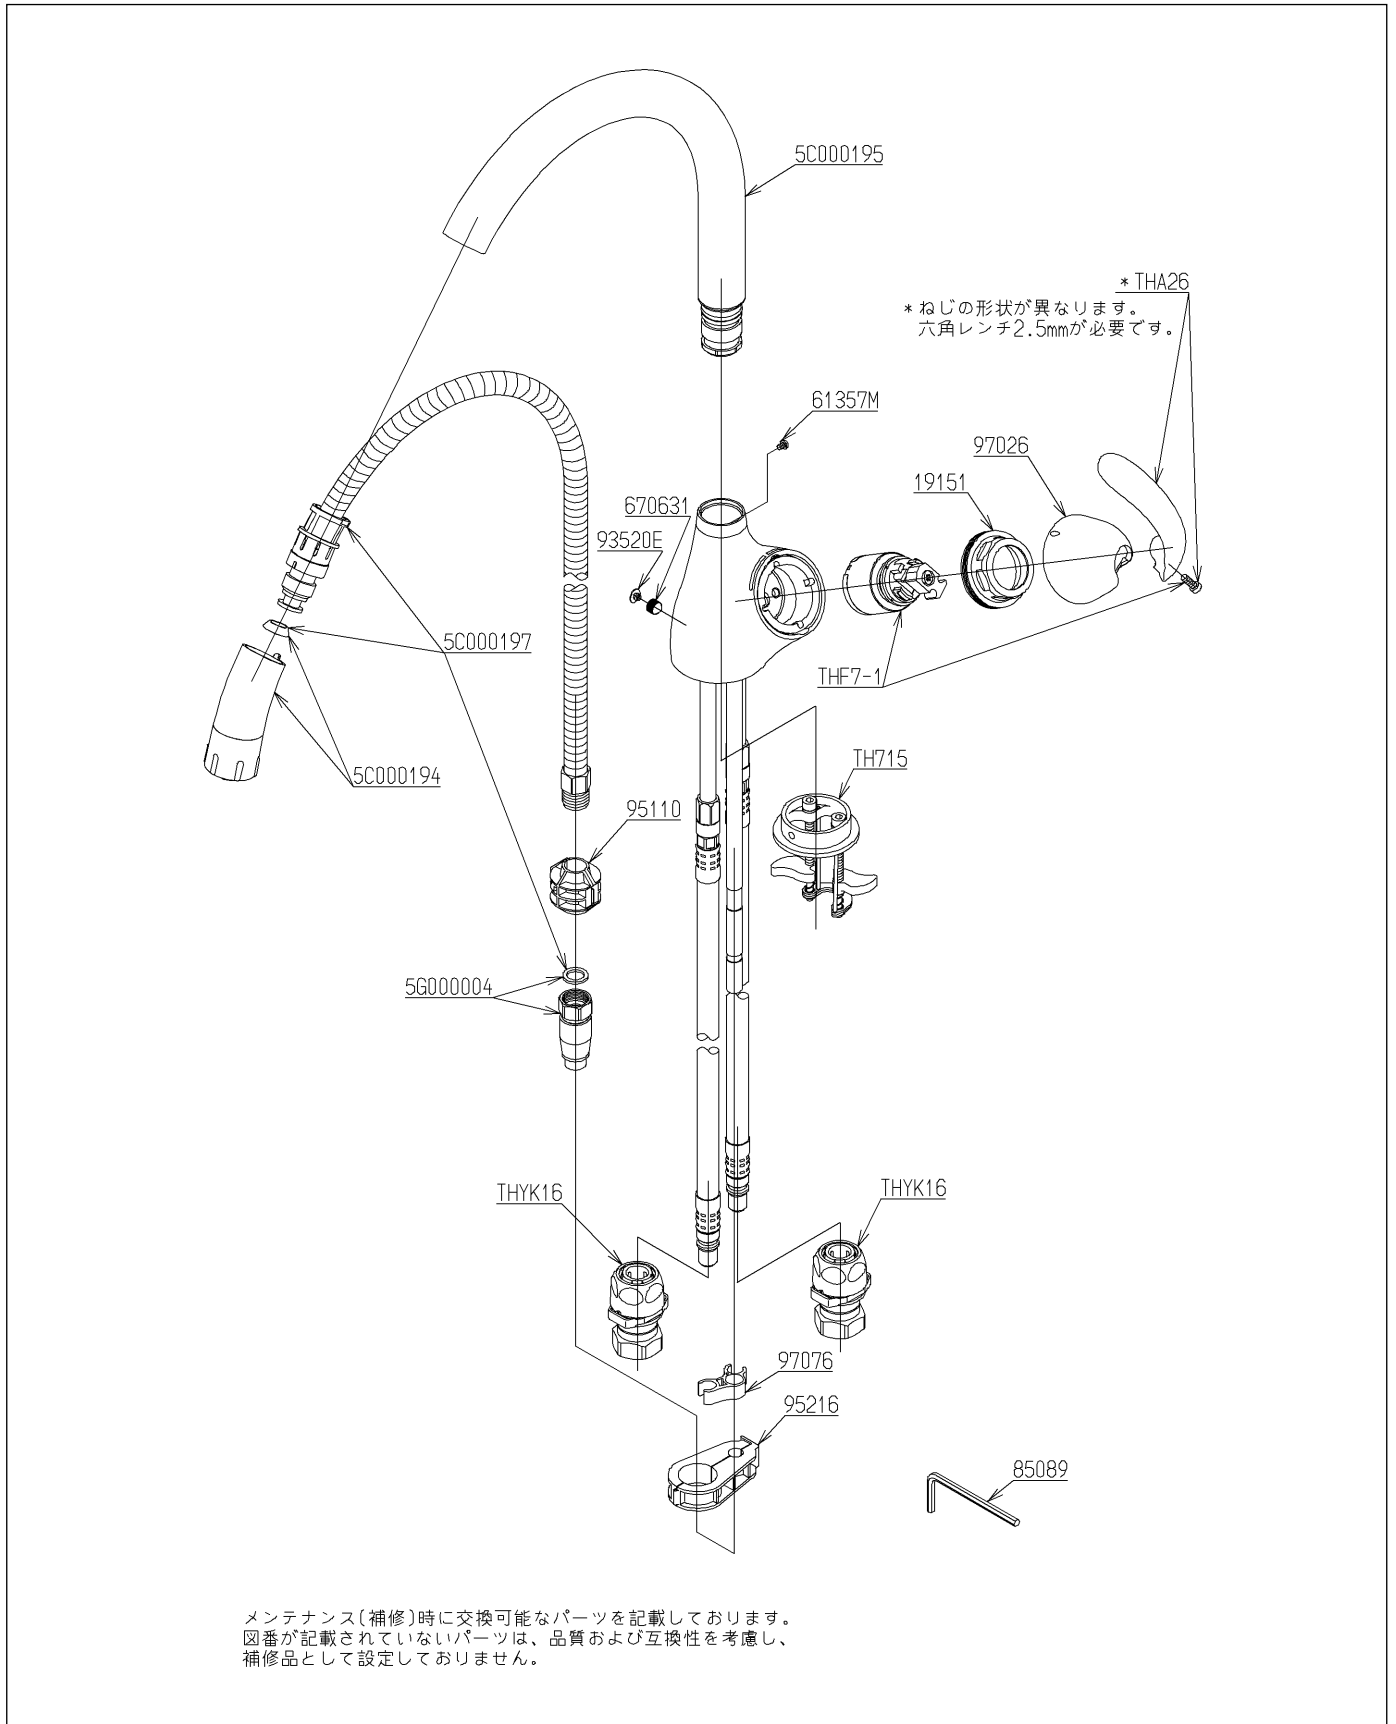 5C000195
*THA26
*ねじの形状が異なります。
六角レンチ2.5mmが必要です。
61357M
97026
19151
670631
93520E
5C000197
THF7-1
TH715
5C000194
95110
5G000004
THYK16
THYK16
97076
95216
85089
メンテナンス(補修)時に交換可能なパーツを記載しております。
図番が記載されていないパーツは、品質および互換性を考慮し、
補修品として設定しておりません。